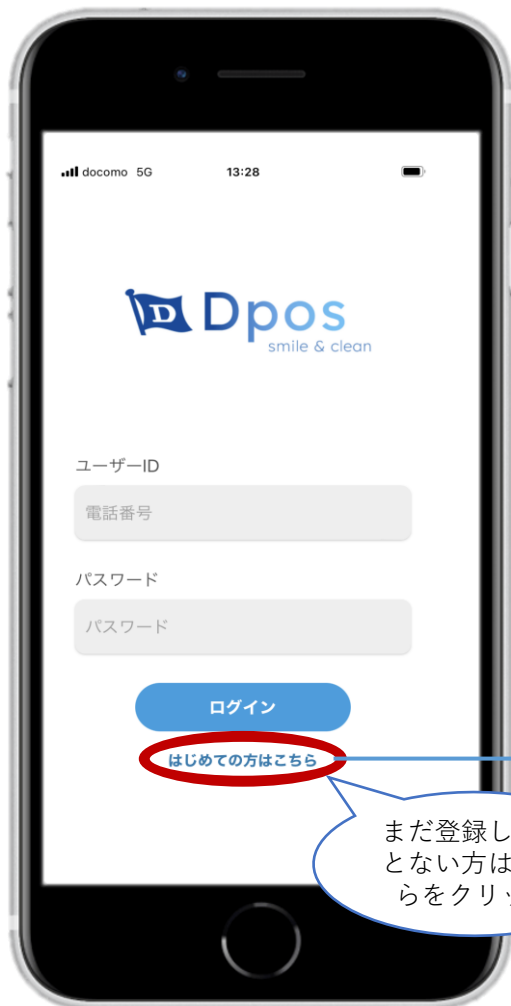 docomo 5G 13:28
D Dpos
smile & clean
ユーザーID
電話番号
パスワード
パスワード
ログイン
はじめての方はこちら
まだ登録し
とない方は
らをクリッ